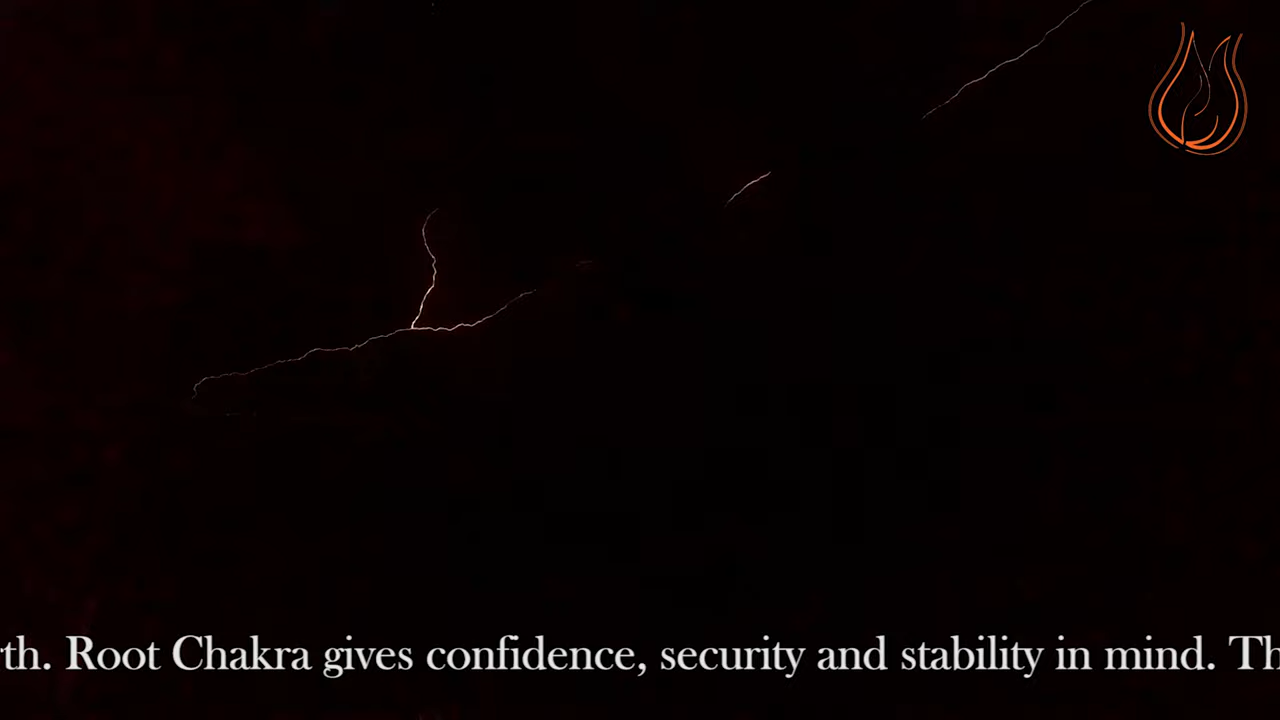 rth. Root Chakra gives confidence, security and stability in mind. Th